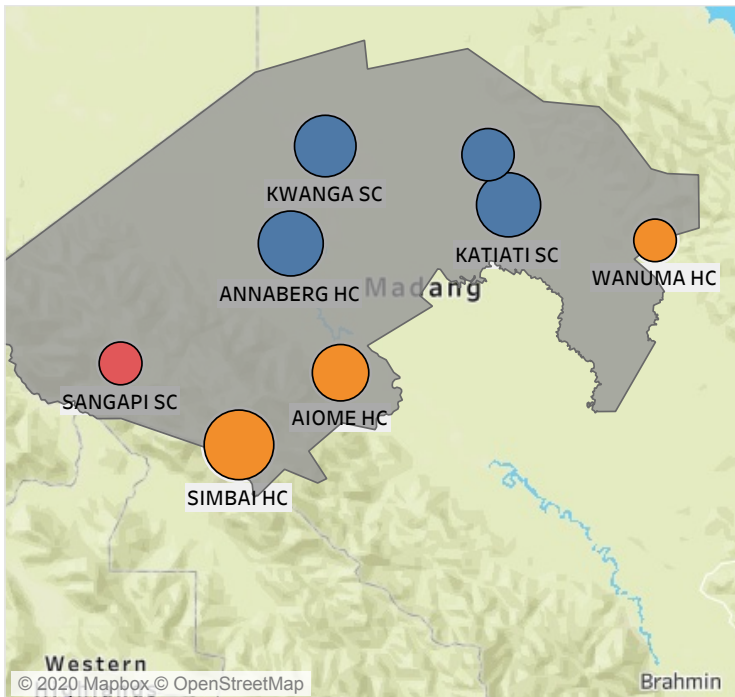 KWANGA SC
KATIATI SC
WANUMA HC
ANNABERG HC
Madang
SANGAPI SC
AIOME HC
SIMBAI HC
Western
© 2020 Mapbox © OpenStreetMap
Brahmin